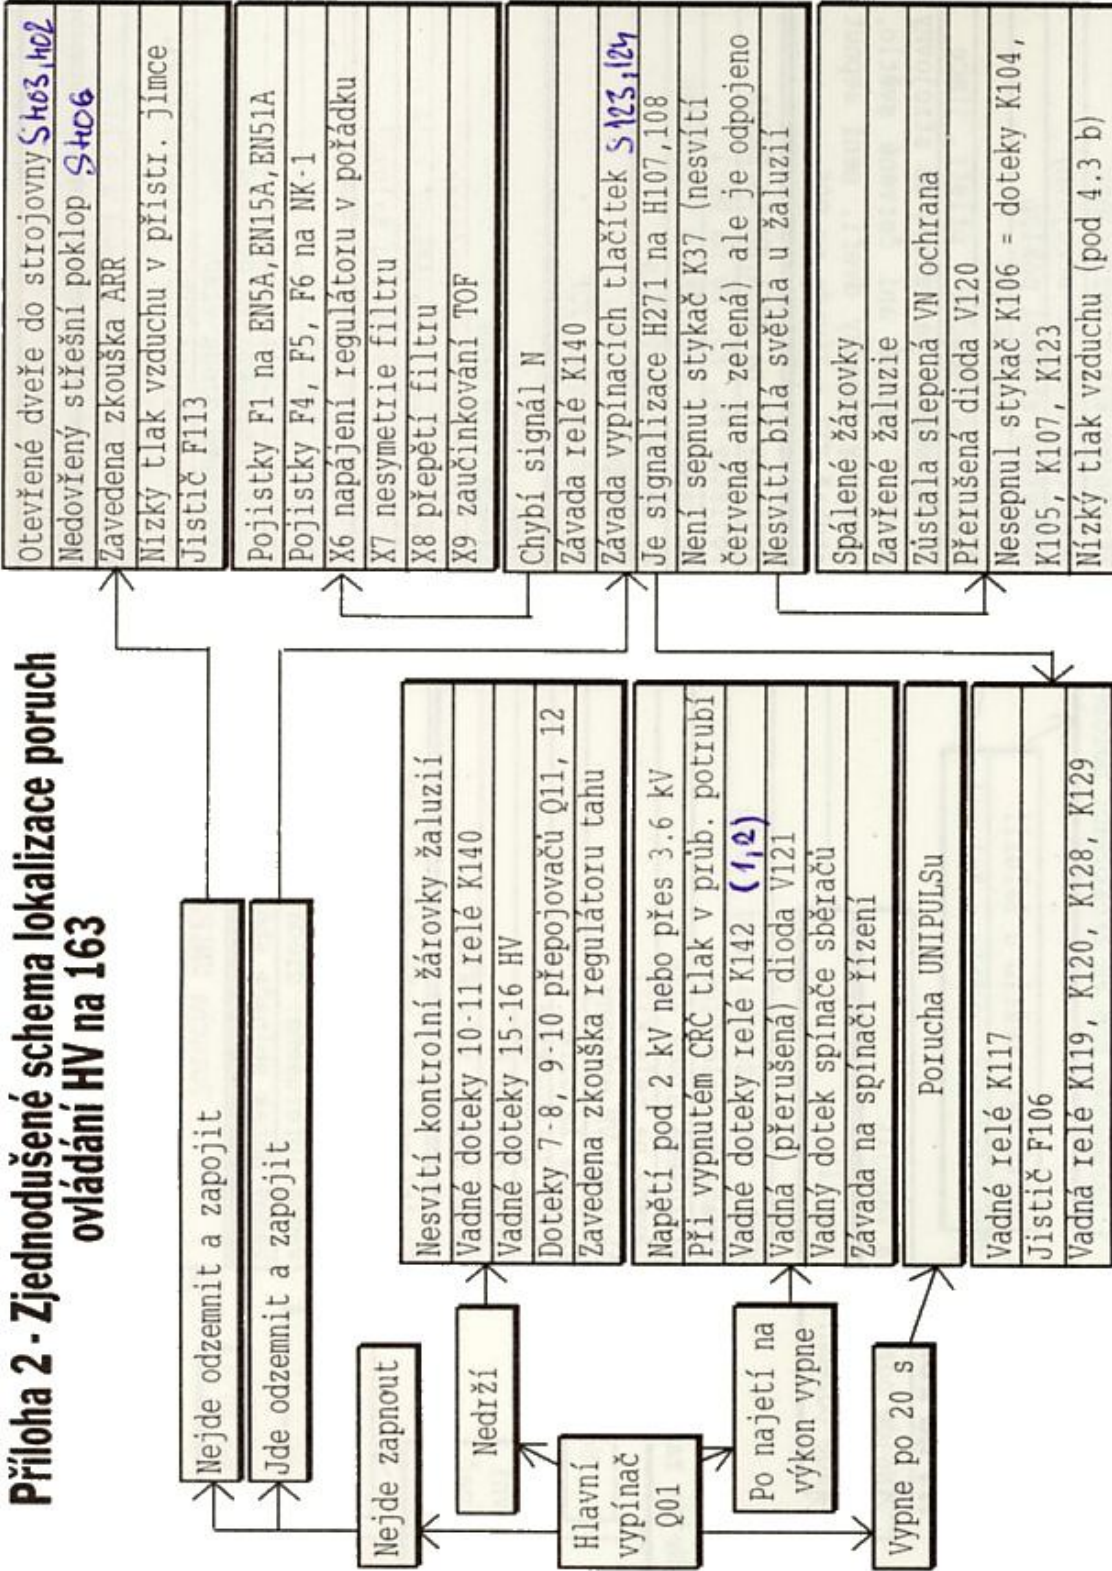 Příloha 2 - Zjednodušené schema lokalizace poruch
ovládání HV na 163
Hlavní
vypínač
Q01
Nejde zapnout
Nejde odzemnit a zapojit
Otevřené dveře do strojovny S403,402
Nedovřený střešní poklop S406
Zavedena zkouška ARR
Nízký tlak vzduchu v přístr. jímce
Jistič F113
Jde odzemnit a zapojit
Chybí signál N
Závada relé K140
Závada vypínacích tlačítek S123,124
Je signalizace H271 na H107,108
Není sepnut stykač K37 (nesvítí
červená ani zelená) ale je odpojeno
Nesvítí bílá světla u žaluzií
Pojistky F1 na EN5A,EN15A,EN51A
Pojistky F4, F5, F6 na NK-1
X6 napájení regulátoru v pořádku
X7 nesymetrie filtru
X8 přepětí filtru
X9 zaučinkování TOF
Spálené žárovky
Zavřené žaluzie
Zůstala slepená VN ochrana
Přerušená dioda V120
Nesepnul stykač K106 = doteky K104,
K105, K107, K123
Nízký tlak vzduchu (pod 4.3 b)
Nedrží
Nesvítí kontrolní žárovky žaluzií
Vadné doteky 10-11 relé K140
Vadné doteky 15-16 HV
Doteky 7-8, 9-10 přepojovačů Q11, 12
Zavedena zkouška regulátoru tahu
Po najetí na
výkon vypne
Napětí pod 2 kV nebo přes 3.6 kV
Při vypnutém CRČ tlak v průb. potrubí
Vadné doteky relé K142 (1,2)
Vadná (přerušená) dioda V121
Vadný dotek spínače sběračů
Závada na spínači řízení
Vypne po 20 s
Porucha UNIPULSu
Vadné relé K117
Jistič F106
Vadná relé K119, K120, K128, K129